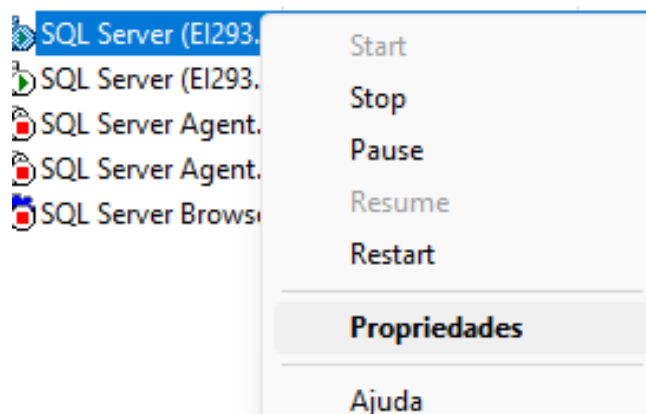 SQL Server (EI293.
SQL Server (EI293.
SQL Server Agent.
SQL Server Agent.
SQL Server Brows
Start
Stop
Pause
Resume
Restart
Propriedades
Ajuda